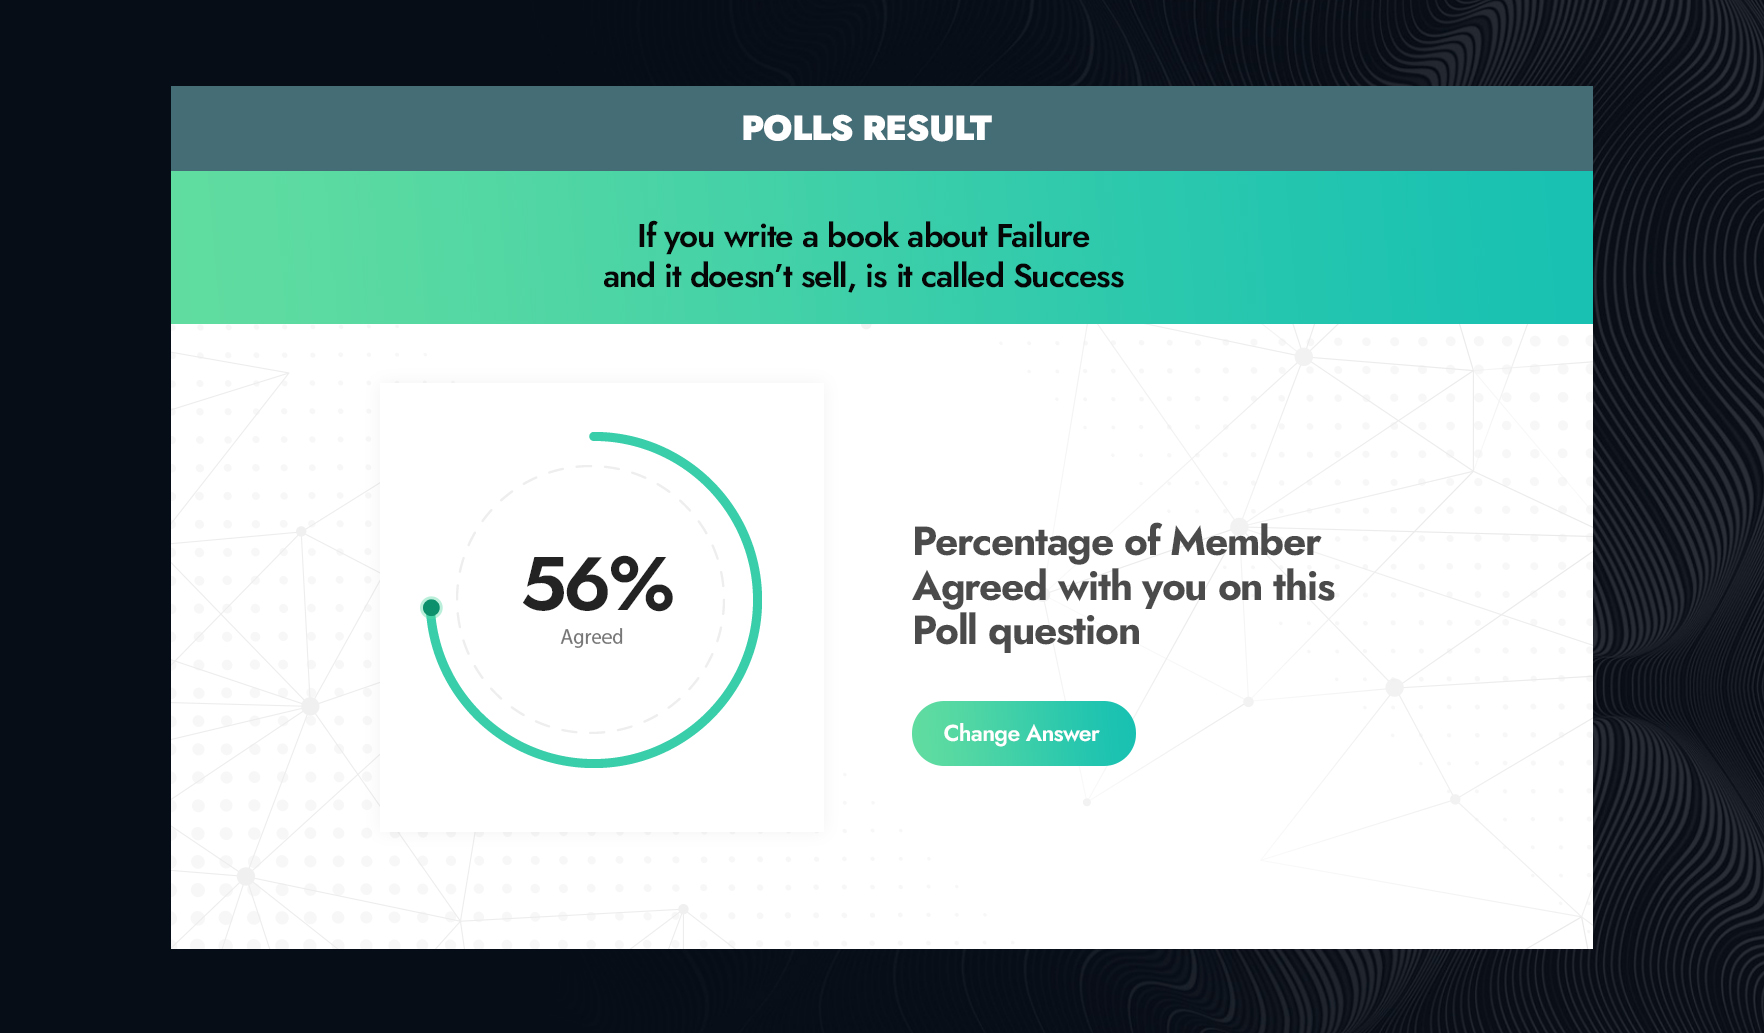 POLLS RESULT
If you write a book about Failure
and it doesn’t sell, is it called Success
56%
Agreed
Percentage of Member
Agreed with you on this
Poll question
Change Answer